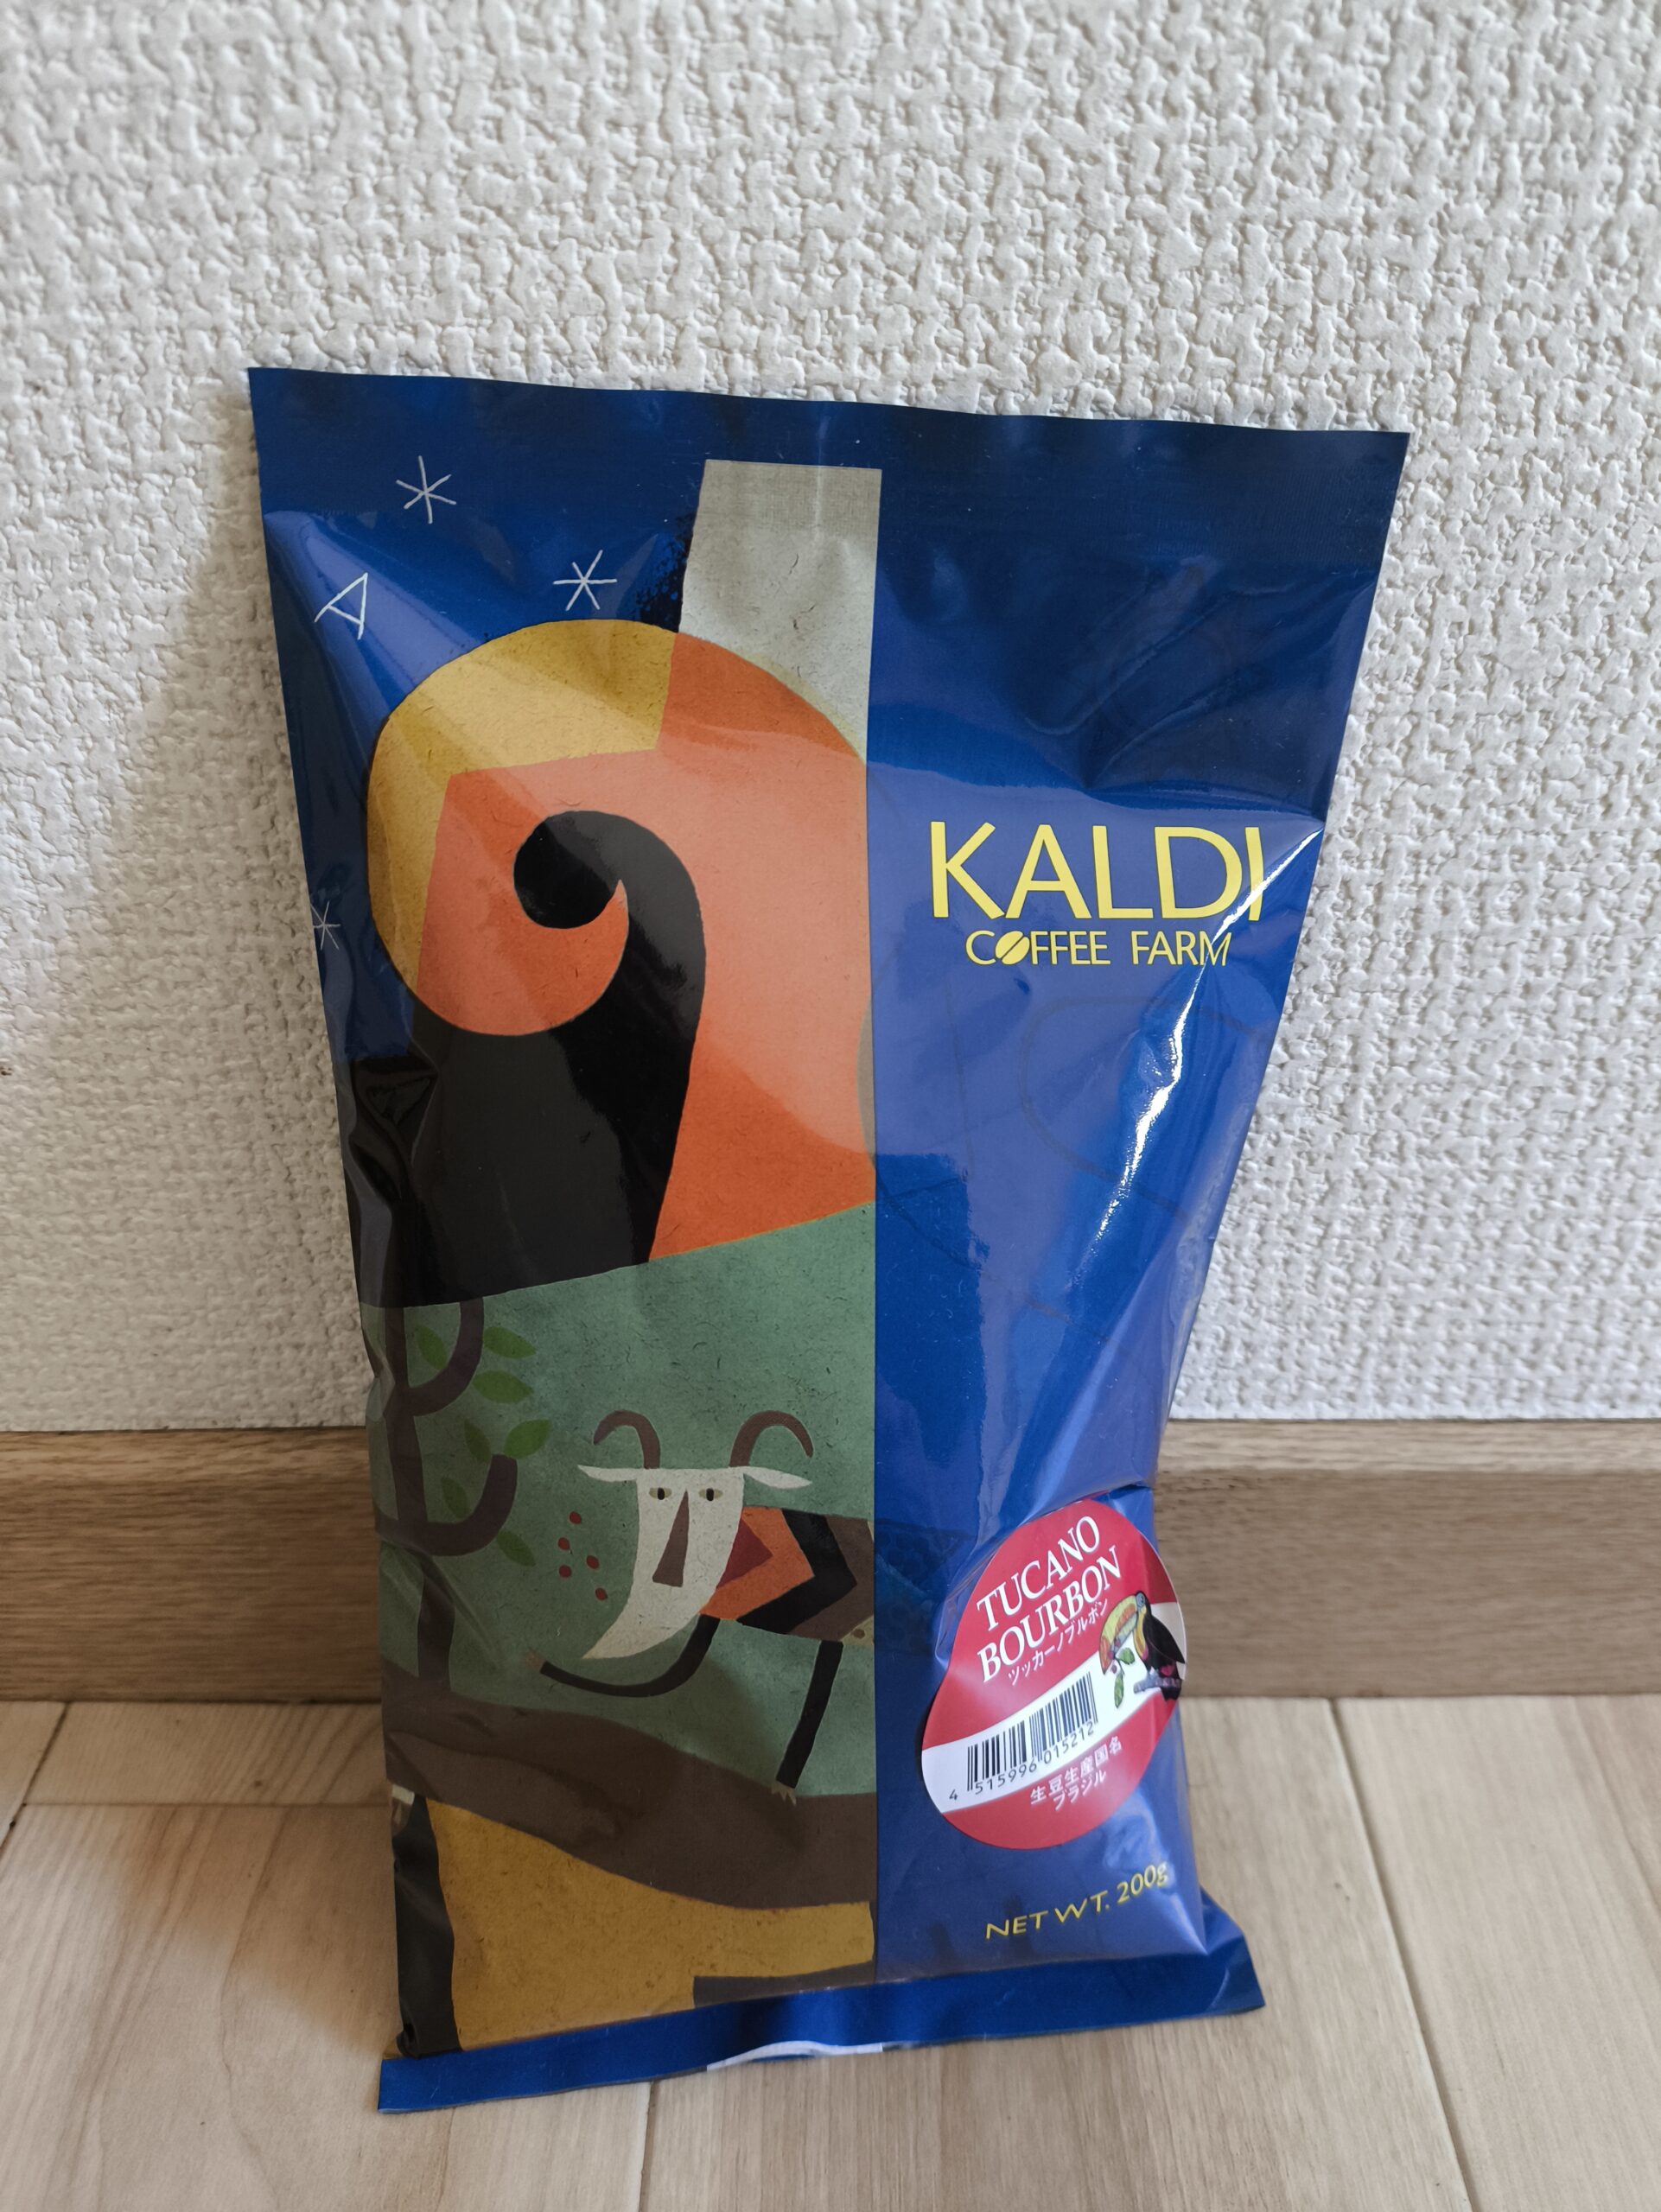 KALDI
COFFEE FARM
TUCANO
BOURBON
ツッカーノブルボン
4 515996 015212
生豆生産国名
ブラジル
NET WT. 200g